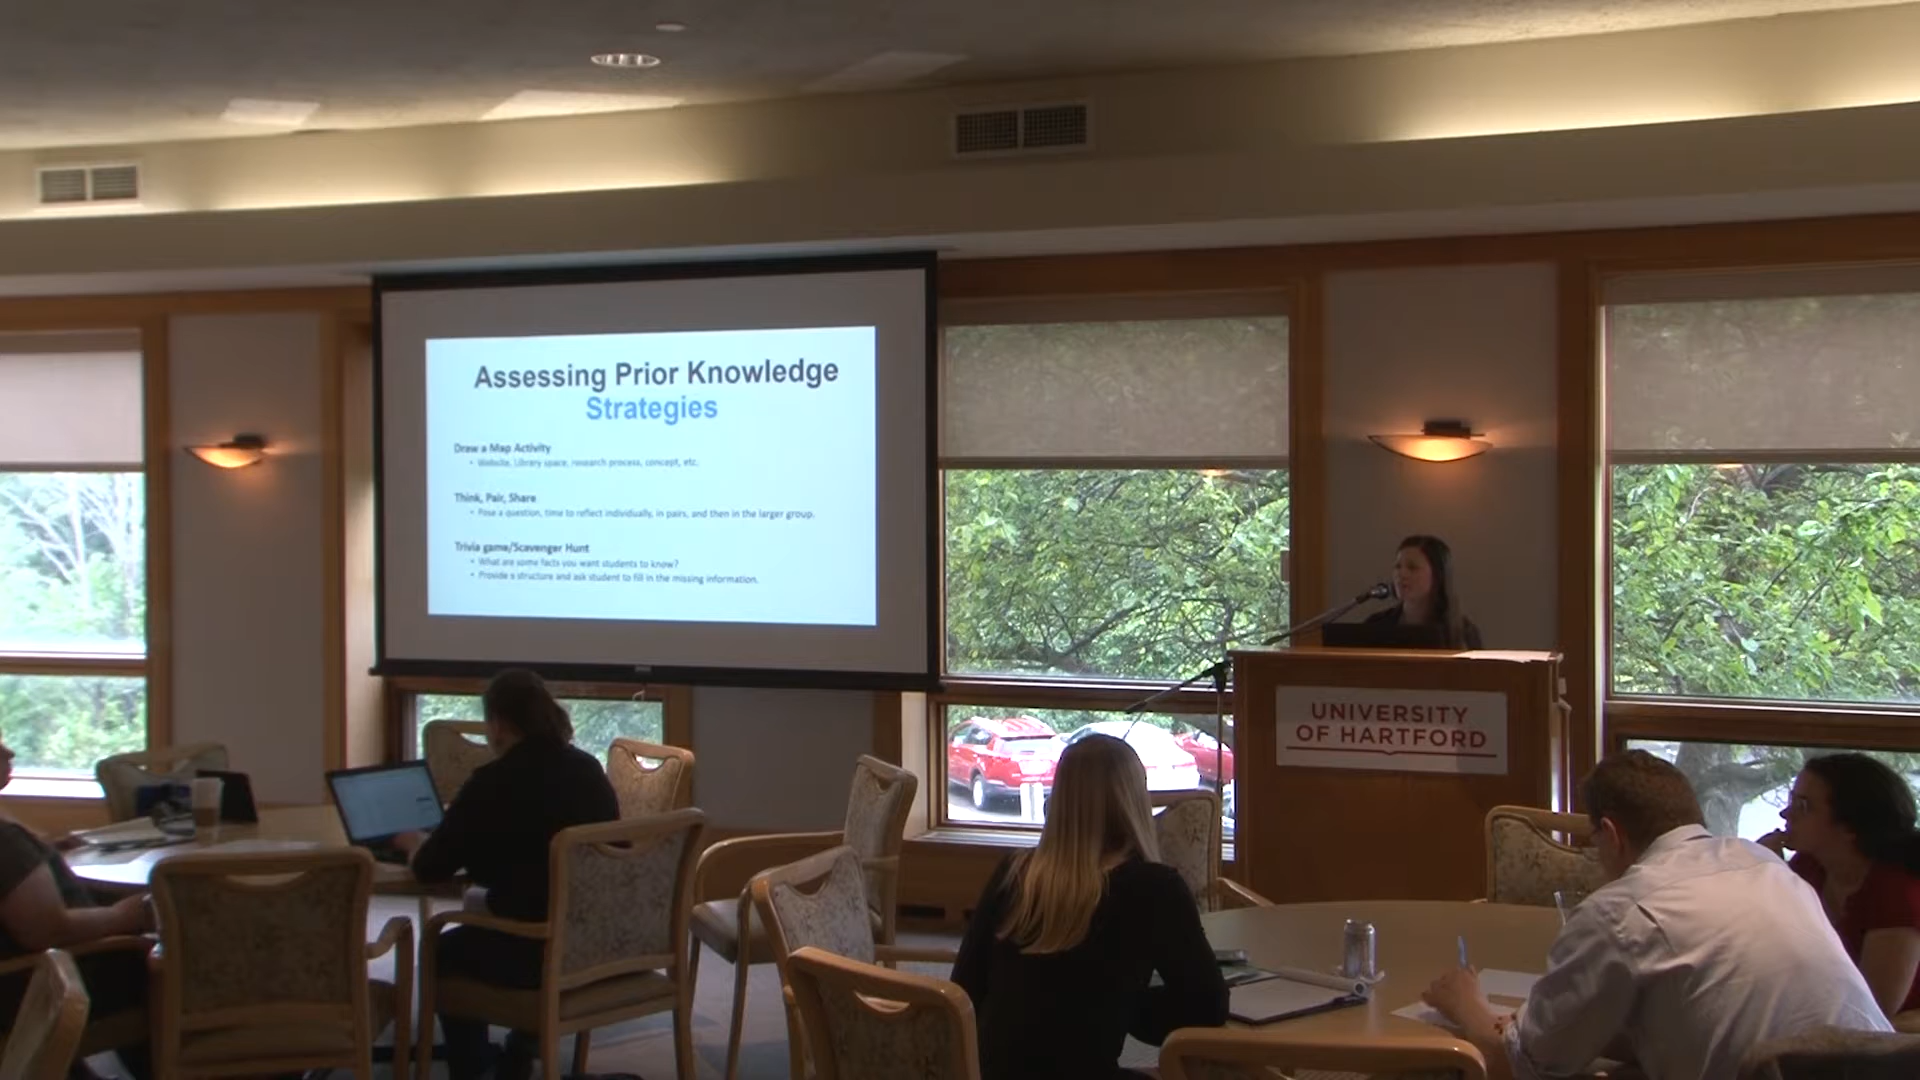 Assessing Prior Knowledge
Strategies
Draw a Map Activity
• Website, Library space, research process, concept, etc.
Think, Pair, Share
• Pose a question, time to reflect individually, in pairs, and then in the larger group.
Trivia game/Scavenger Hunt
• What are some facts you want students to know?
• Provide a structure and ask student to fill in the missing information.
UNIVERSITY
OF HARTFORD